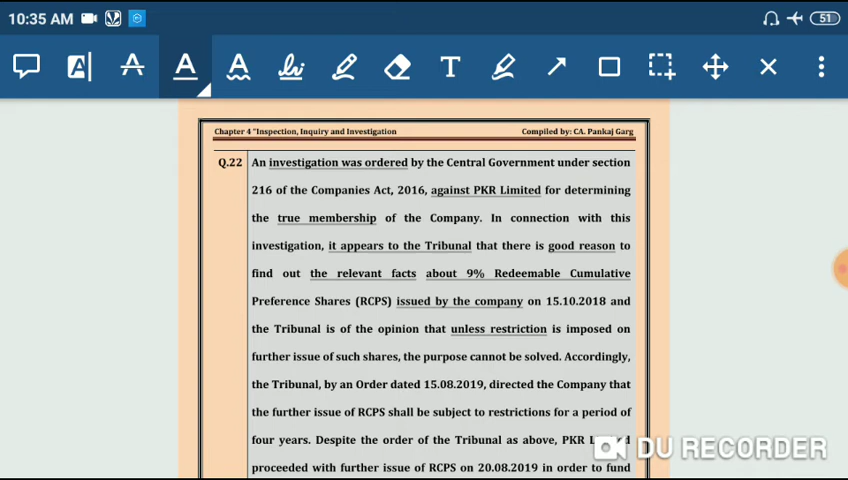 10:35 AM
51
A
A
A
A
T
Chapter 4 "Inspection, Inquiry and Investigation
Compiled by: CA. Pankaj Garg
Q.22
An investigation was ordered by the Central Government under section
216 of the Companies Act, 2016, against PKR Limited for determining
the true membership of the Company. In connection with this
investigation, it appears to the Tribunal that there is good reason to
find out the relevant facts about 9% Redeemable Cumulative
Preference Shares (RCPS) issued by the company on 15.10.2018 and
the Tribunal is of the opinion that unless restriction is imposed on
further issue of such shares, the purpose cannot be solved. Accordingly,
the Tribunal, by an Order dated 15.08.2019, directed the Company that
the further issue of RCPS shall be subject to restrictions for a period of
four years. Despite the order of the Tribunal as above, PKR
proceeded with further issue of RCPS on 20.08.2019 in order to fund
DU RECORDER